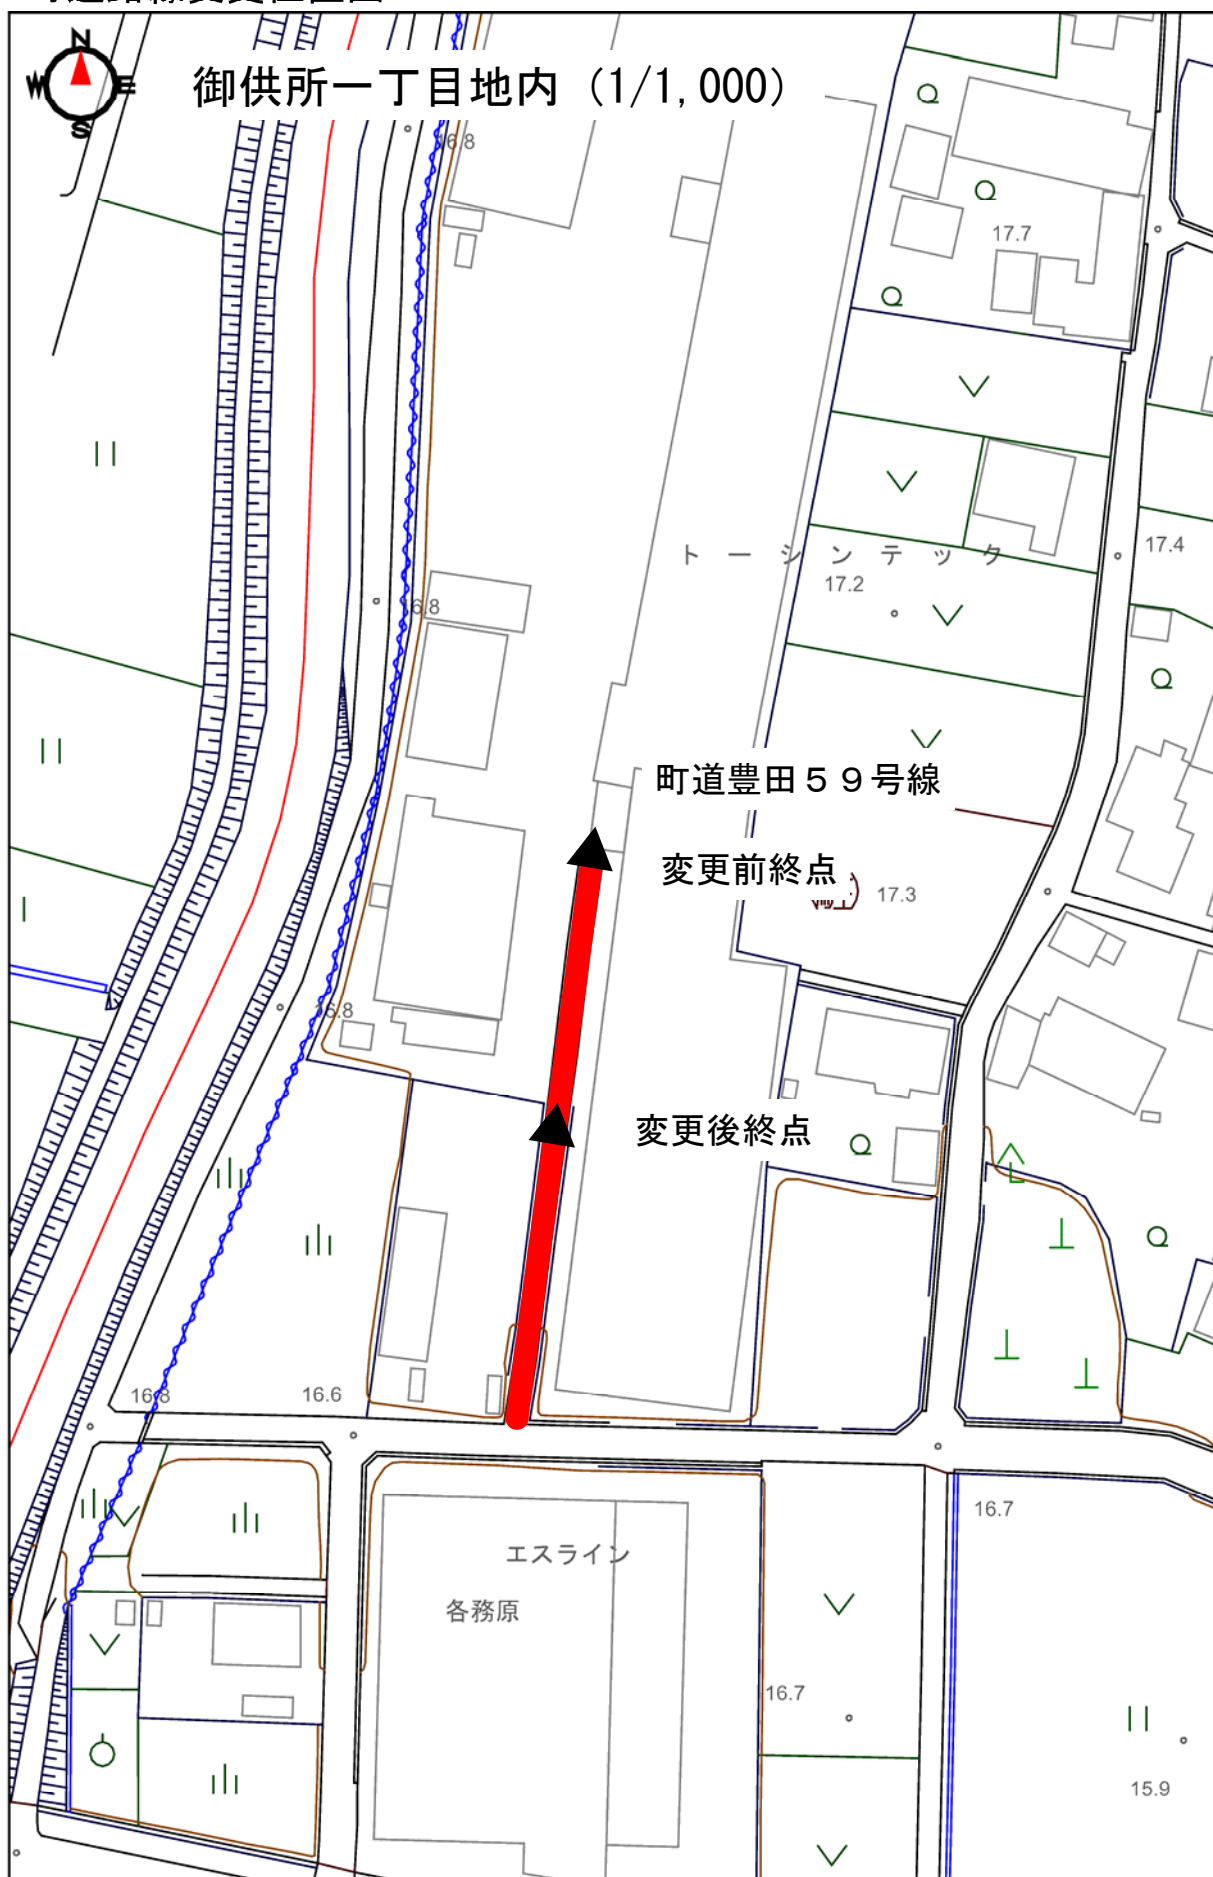 N
W E
S
御供所一丁目地内 (1/1,000)
16.8
17.7
トーシンテック
17.4
17.2
16.8
町道豊田５９号線
変更前終点
17.3
16.8
変更後終点
16.8
16.6
16.7
エスライン
各務原
16.7
15.9